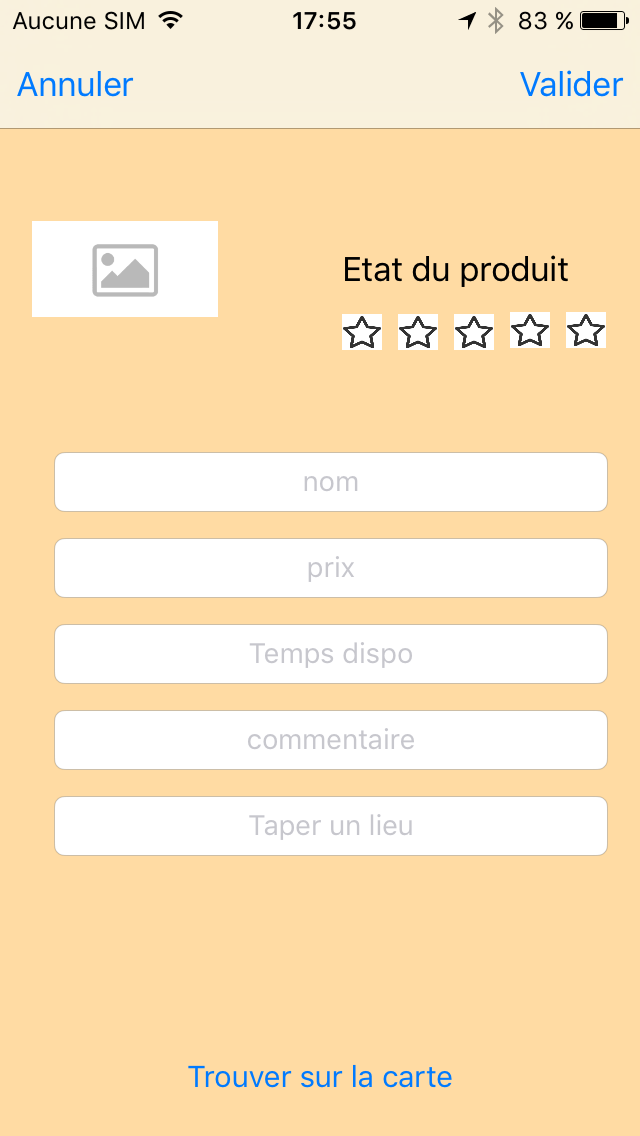 Aucune SIM 17:55 83 %
Annuler Valider
Etat du produit
nom
prix
Temps dispo
commentaire
Taper un lieu
Trouver sur la carte